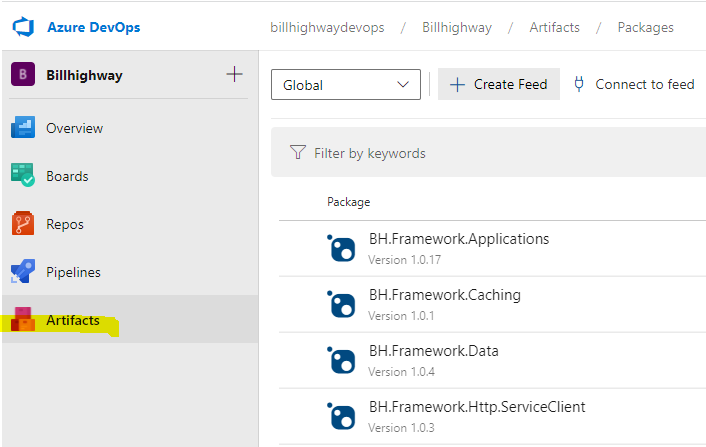 Azure DevOps
billhighwaydevops / Billhighway / Artifacts / Packages
B Billhighway
Global
Create Feed
Connect to feed
Overview
Filter by keywords
Boards
Package
Repos
BH.Framework.Applications
Version 1.0.17
Pipelines
BH.Framework.Caching
Version 1.0.1
Artifacts
BH.Framework.Data
Version 1.0.4
BH.Framework.Http.ServiceClient
Version 1.0.3